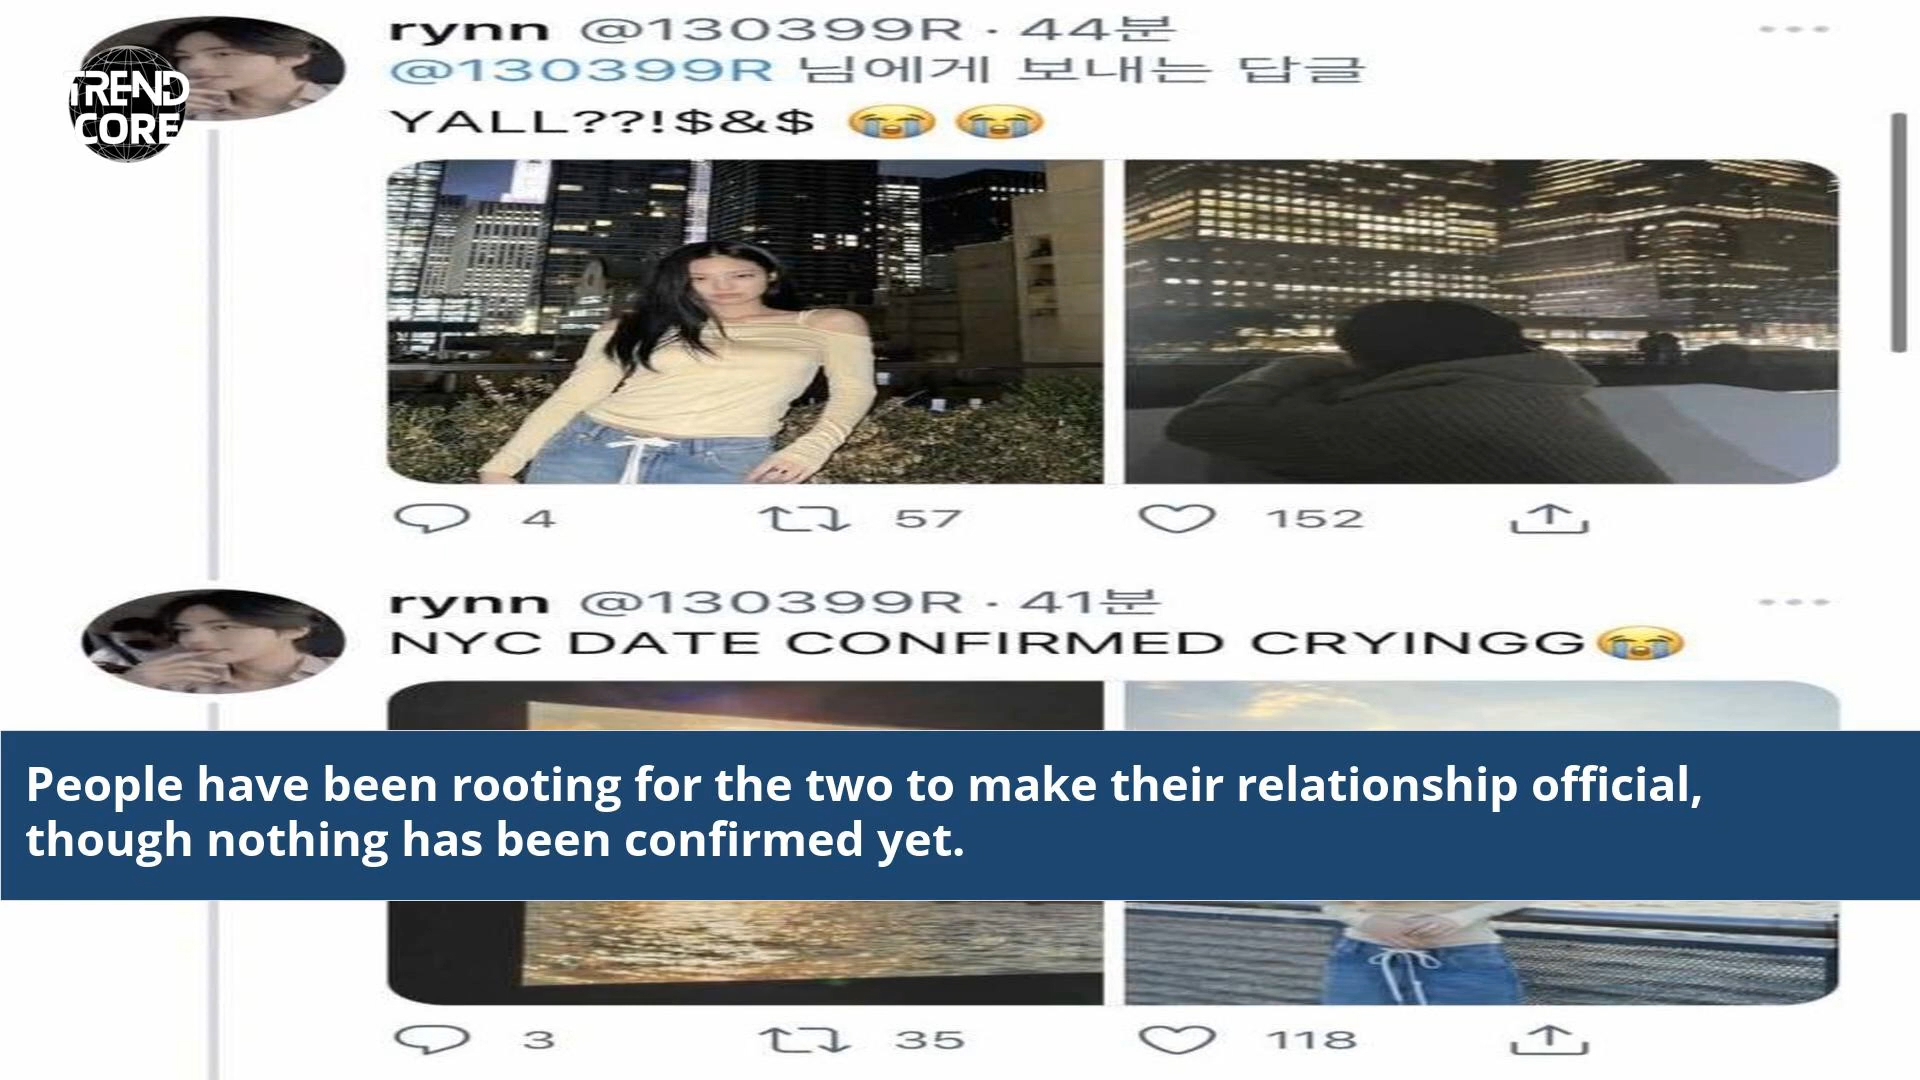 TREND
CORE
rynn @130399R · 44분
@130399R 님에게 보내는 답글
YALL??!$&$ 😭 😭
4 57 152
rynn @130399R · 41분
NYC DATE CONFIRMED CRYINGG😭
People have been rooting for the two to make their relationship official,
though nothing has been confirmed yet.
3 35 118